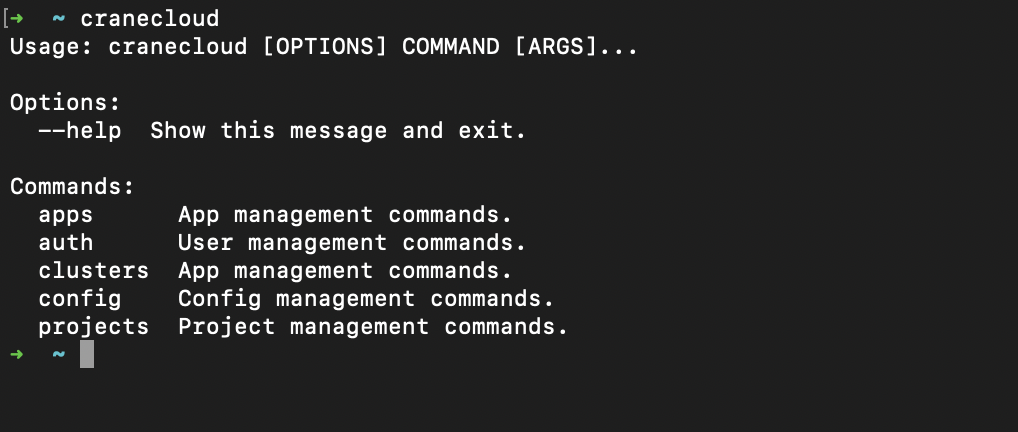 [➜  ~ cranecloud
Usage: cranecloud [OPTIONS] COMMAND [ARGS]...

Options:
  --help  Show this message and exit.

Commands:
  apps      App management commands.
  auth      User management commands.
  clusters  App management commands.
  config    Config management commands.
  projects  Project management commands.
➜  ~